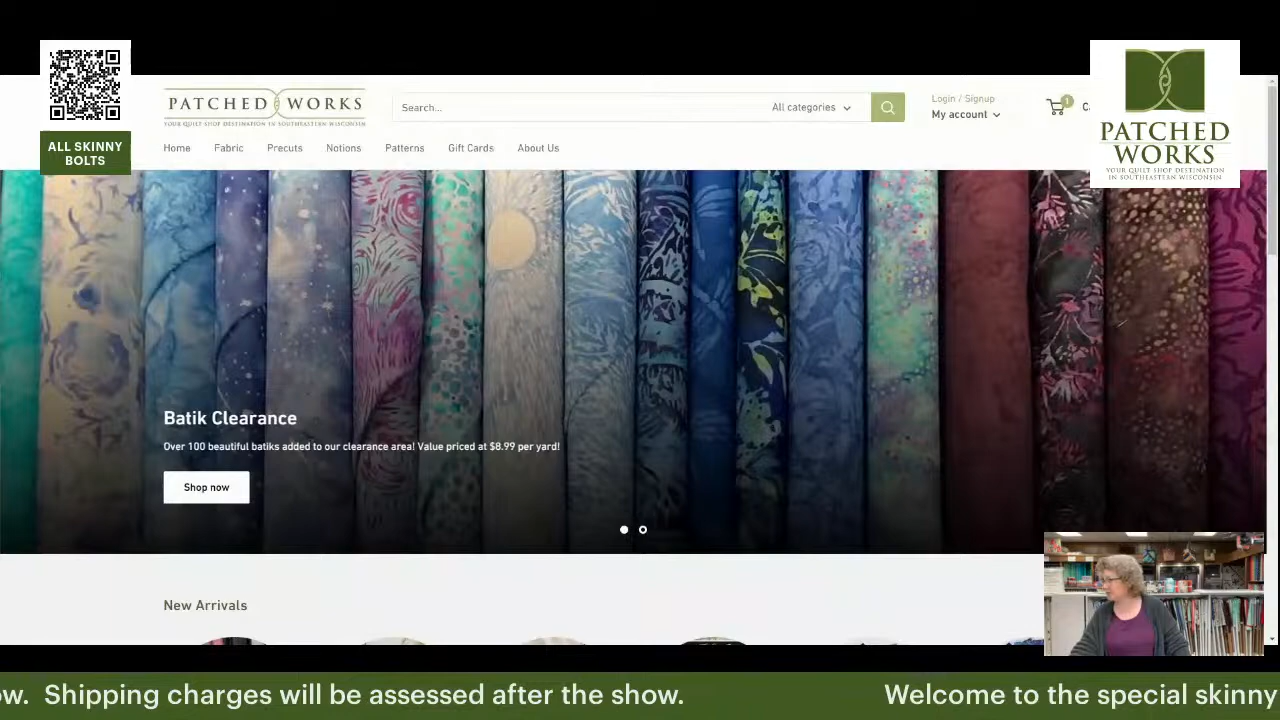 ALL SKINNY
BOLTS
PATCHED WORKS
YOUR QUILT SHOP DESTINATION IN SOUTHEASTERN WISCONSIN
Search...
All categories
Login / Signup
My account
1
C
Home
Fabric
Precuts
Notions
Patterns
Gift Cards
About Us
PATCHED
WORKS
YOUR QUILT SHOP DESTINATION
IN SOUTHEASTERN WISCONSIN
Batik Clearance
Over 100 beautiful batiks added to our clearance area! Value priced at $8.99 per yard!
Shop now
New Arrivals
ow. Shipping charges will be assessed after the show. Welcome to the special skinny